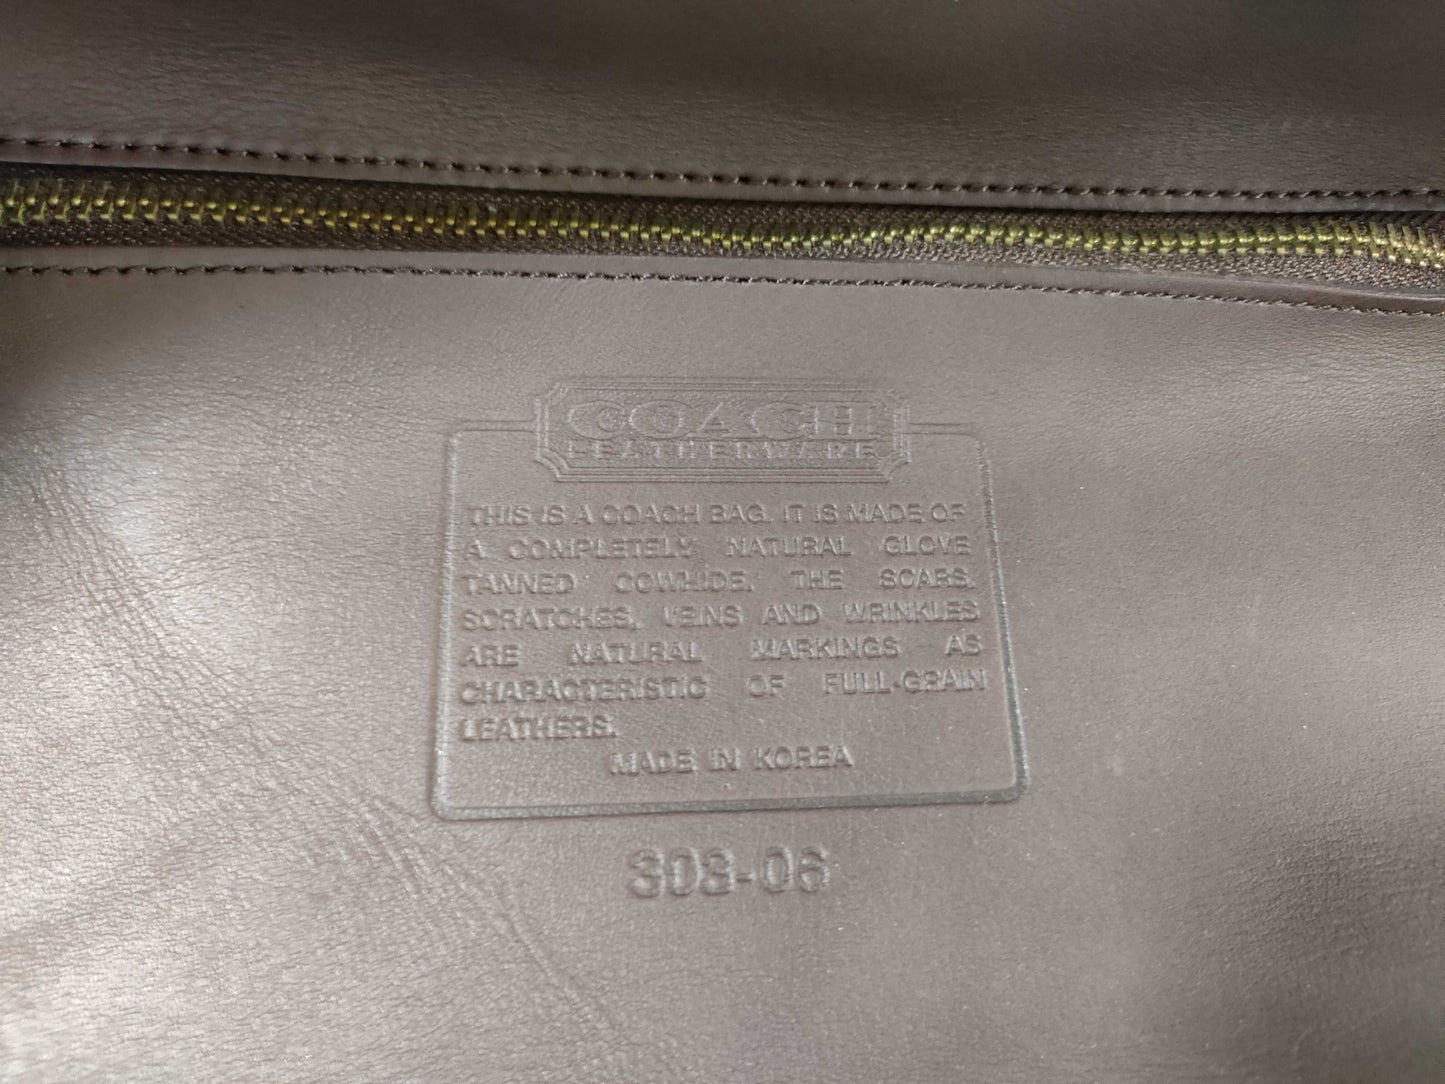 COACH
LEATHERWARE
THIS IS A COACH BAG. IT IS MADE OF
A COMPLETELY NATURAL GLOVE
TANNED COWHIDE. THE SCARS,
SCRATCHES, VEINS AND WRINKLES
ARE NATURAL MARKINGS AS
CHARACTERISTIC OF FULL-GRAIN
LEATHERS.
MADE IN KOREA
303-06